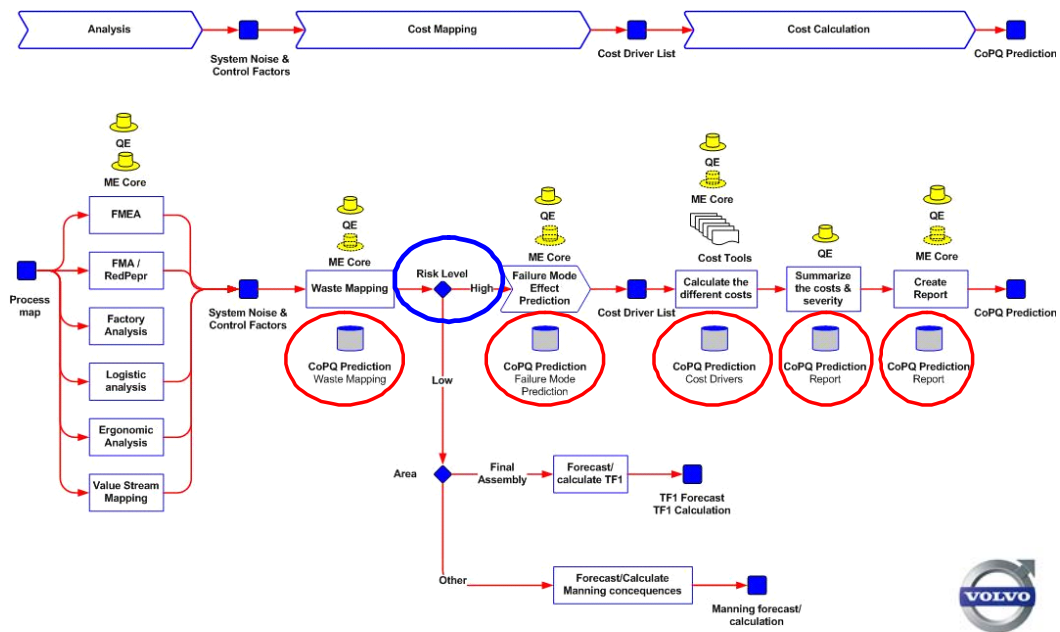 Analysis
Cost Mapping
Cost Calculation
System Noise &
Control Factors
Cost Driver List
CoPQ Prediction
QE
ME Core
FMEA
FMA /
RedPepr
Factory
Analysis
Logistic
analysis
Ergonomic
Analysis
Value Stream
Mapping
Process
map
System Noise &
Control Factors
QE
ME Core
Waste Mapping
CoPQ Prediction
Waste Mapping
Risk Level
High
Low
QE
ME Core
Failure Mode
Effect
Prediction
CoPQ Prediction
Failure Mode
Prediction
Cost Driver List
QE
ME Core
Cost Tools
Calculate the
different costs
CoPQ Prediction
Cost Drivers
QE
Summarize
the costs &
severity
CoPQ Prediction
Report
QE
ME Core
Create
Report
CoPQ Prediction
Report
CoPQ Prediction
Area
Final
Assembly
Forecast/
calculate TF1
TF1 Forecast
TF1 Calculation
Other
Forecast/Calculate
Manning concequences
Manning forecast/
calculation
VOLVO